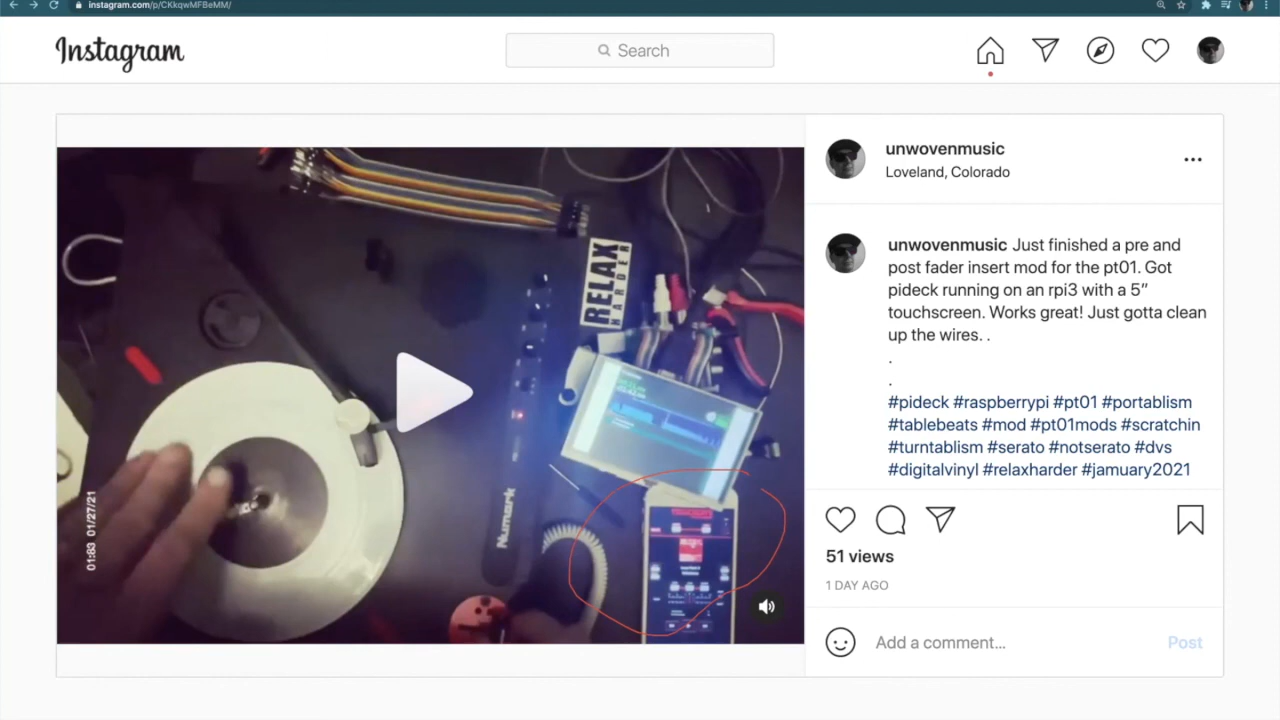 instagram.com/p/CKkqwMFBeMM/
Instagram
Search
unwovenmusic
Loveland, Colorado
RELAX
HARDER
Numark
01:83 01/27/21
unwovenmusic Just finished a pre and
post fader insert mod for the pt01. Got
pideck running on an rpi3 with a 5”
touchscreen. Works great! Just gotta clean
up the wires. .
.
.
#pideck #raspberrypi #pt01 #portablism
#tablebeats #mod #pt01mods #scratchin
#turntablism #serato #notserato #dvs
#digitalvinyl #relaxharder #jamuary2021
51 views
1 DAY AGO
Add a comment...
Post